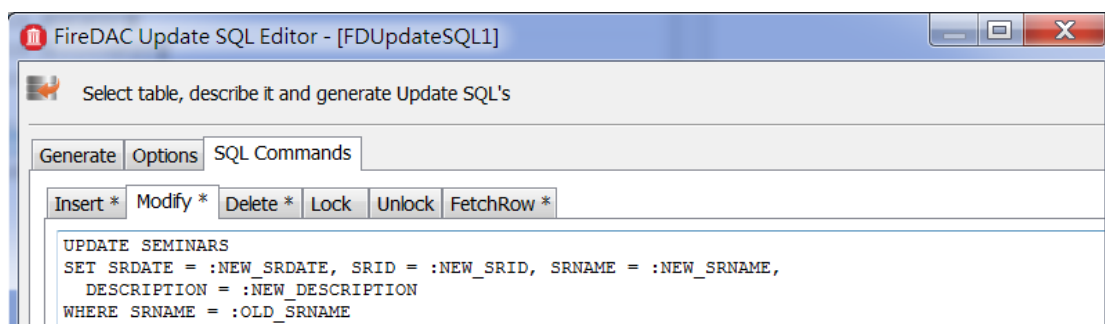 FireDAC Update SQL Editor - [FDUpdateSQL1]
Select table, describe it and generate Update SQL's
Generate Options SQL Commands
Insert * Modify * Delete * Lock Unlock FetchRow *
UPDATE SEMINARS
SET SRDATE = :NEW_SRDATE, SRID = :NEW_SRID, SRNAME = :NEW_SRNAME,
DESCRIPTION = :NEW_DESCRIPTION
WHERE SRNAME = :OLD_SRNAME